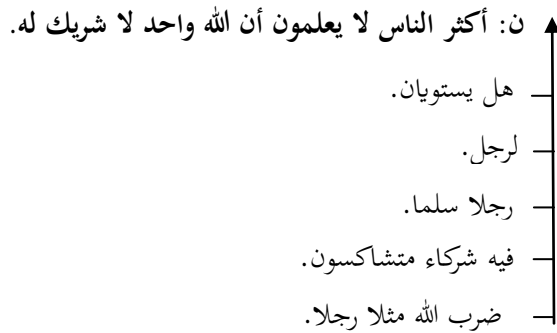 ن: أكثر الناس لا يعلمون أن الله واحد لا شريك له.
هل يستويان.
لرجل.
رجلا سلما.
فيه شركاء متشاكسون.
ضرب الله مثلا رجلا.